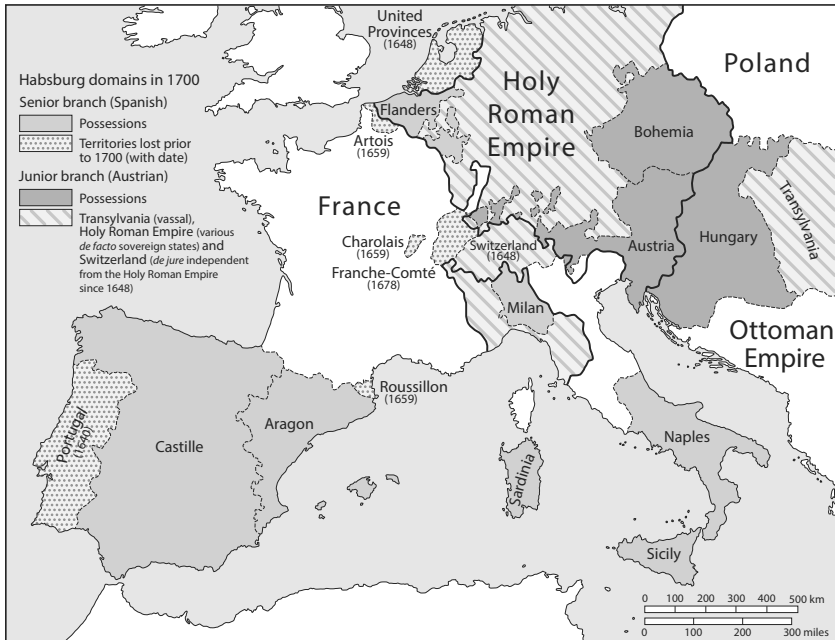 Habsburg domains in 1700
Senior branch (Spanish)
Possessions
Territories lost prior
to 1700 (with date)
Junior branch (Austrian)
Possessions
Transylvania (vassal),
Holy Roman Empire (various
de facto sovereign states) and
Switzerland (de jure independent
from the Holy Roman Empire
since 1648)
United
Provinces
(1648)
Holy
Roman
Empire
Poland
Flanders
Artois
(1659)
Bohemia
France
Charolais
(1659)
Franche-Comté
(1678)
Switzerland
(1648)
Austria
Hungary
Transylvania
Milan
Ottoman
Empire
Roussillon
(1659)
Portugal
(1640)
Castille
Aragon
Sardinia
Naples
Sicily
0 100 200 300 400 500 km
0 100 200 300 miles